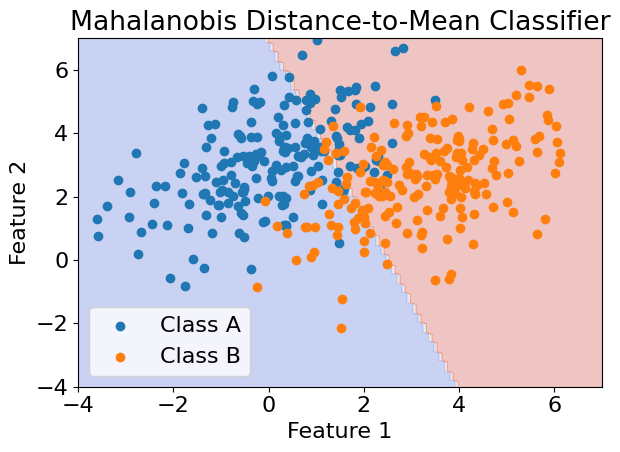 Mahalanobis Distance-to-Mean Classifier
6
4
2
0
−2
−4
Feature 2
Class A
Class B
−4 −2 0 2 4 6
Feature 1